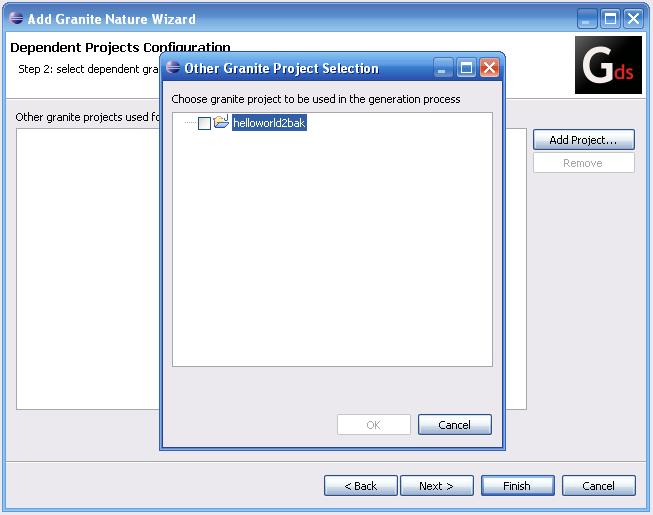 Add Granite Nature Wizard
Dependent Projects Configuration
Step 2: select dependent gra
Gds
Other granite projects used fo
Add Project...
Remove
Other Granite Project Selection
Choose granite project to be used in the generation process
helloworld2bak
OK
Cancel
< Back
Next >
Finish
Cancel